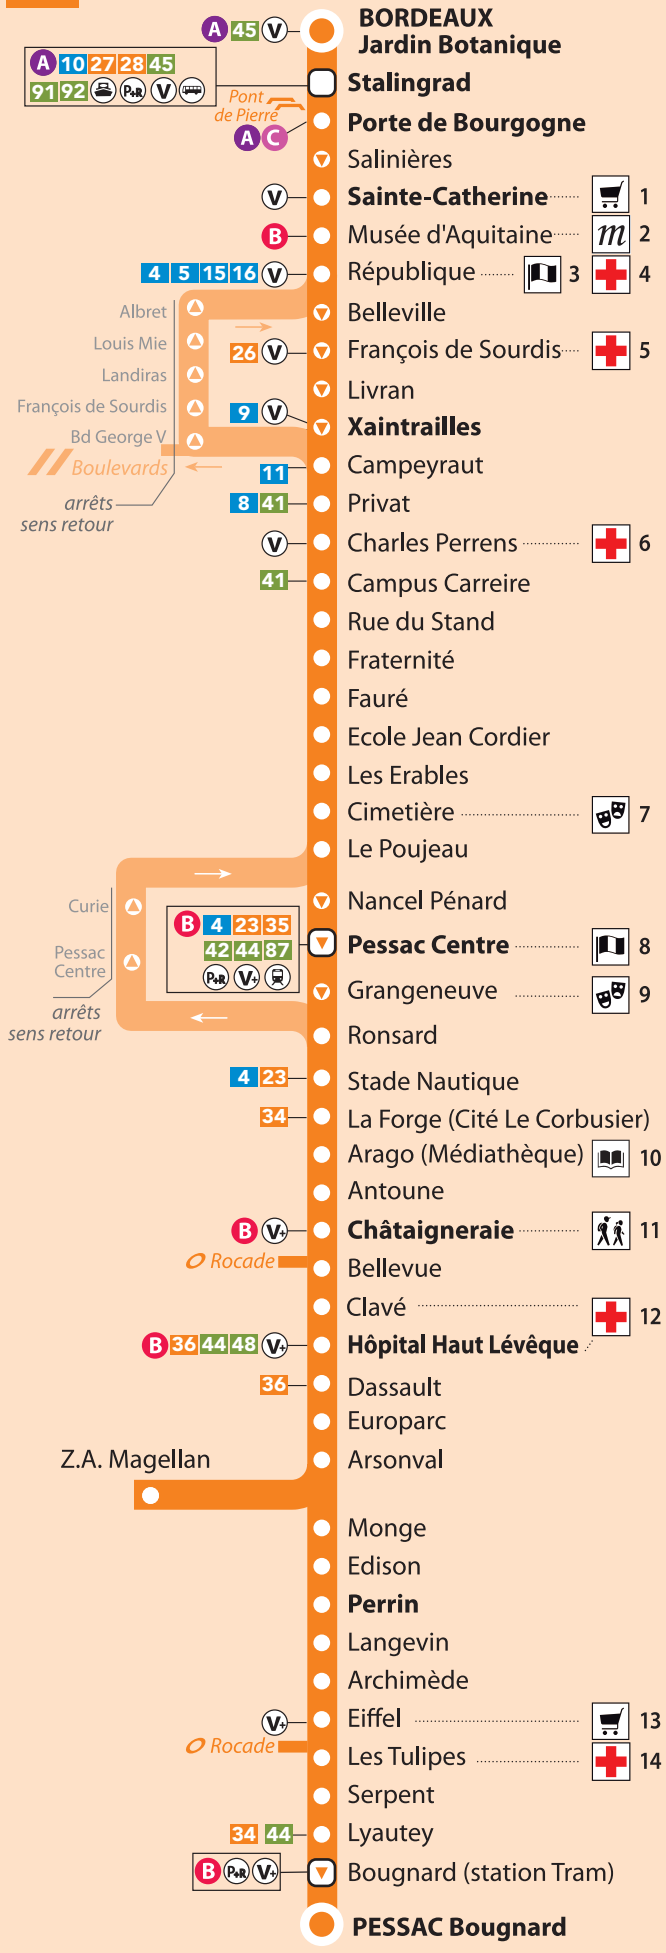 A 45 V
BORDEAUX
Jardin Botanique
A 10 27 28 45
91 92 P+R V
Stalingrad
Pont
de Pierre
A C
Porte de Bourgogne
Salinières
V
Sainte-Catherine 1
B
Musée d'Aquitaine m 2
4 5 15 16 V
République 3 4
Albret
Belleville
Louis Mie
26 V
François de Sourdis 5
Landiras
Livran
François de Sourdis
9 V
Xaintrailles
Bd George V
Boulevards
11
Campeyraut
arrêts
sens retour
8 41
Privat
V
Charles Perrens 6
41
Campus Carreire
Rue du Stand
Fraternité
Fauré
Ecole Jean Cordier
Les Erables
Cimetière 7
Le Poujeau
Curie
Nancel Pénard
B 4 23 35
42 44 87
P+R V+
Pessac Centre 8
Pessac
Centre
Grangeneuve 9
arrêts
sens retour
Ronsard
4 23
Stade Nautique
34
La Forge (Cité Le Corbusier)
Arago (Médiathèque) 10
Antoune
B V+
Châtaigneraie 11
Rocade
Bellevue
Clavé 12
B 36 44 48 V+
Hôpital Haut Lévêque
36
Dassault
Europarc
Z.A. Magellan
Arsonval
Monge
Edison
Perrin
Langevin
Archimède
V+
Eiffel 13
Rocade
Les Tulipes 14
Serpent
34 44
Lyautey
B P+R V+
Bougnard (station Tram)
PESSAC Bougnard